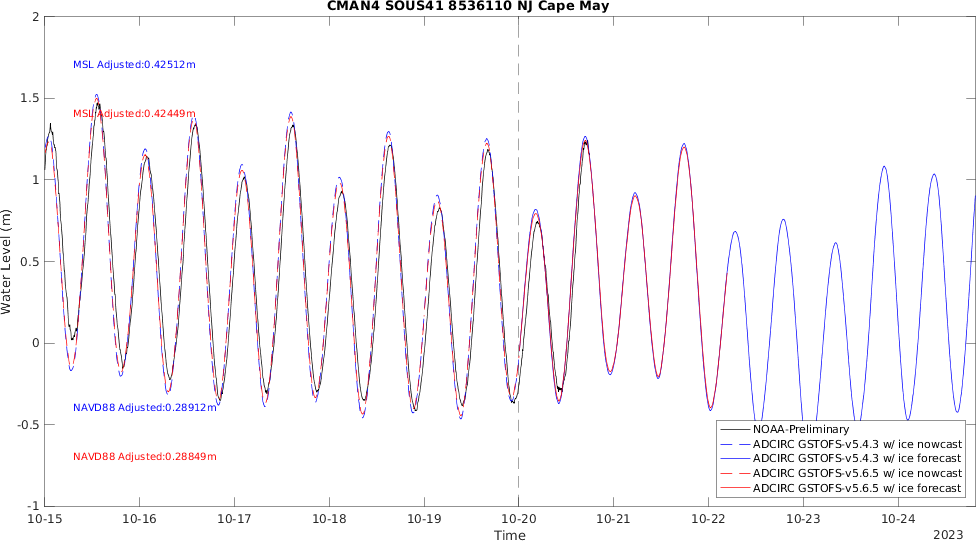 CMAN4 SOUS41 8536110 NJ Cape May
2
1.5
1
0.5
0
-0.5
-1
Water Level (m)
MSL Adjusted:0.42512m
MSL Adjusted:0.42449m
NAVD88 Adjusted:0.28912m
NAVD88 Adjusted:0.28849m
NOAA-Preliminary
ADCIRC GSTOFS-v5.4.3 w/ ice nowcast
ADCIRC GSTOFS-v5.4.3 w/ ice forecast
ADCIRC GSTOFS-v5.6.5 w/ ice nowcast
ADCIRC GSTOFS-v5.6.5 w/ ice forecast
10-15 10-16 10-17 10-18 10-19 10-20 10-21 10-22 10-23 10-24
Time
2023